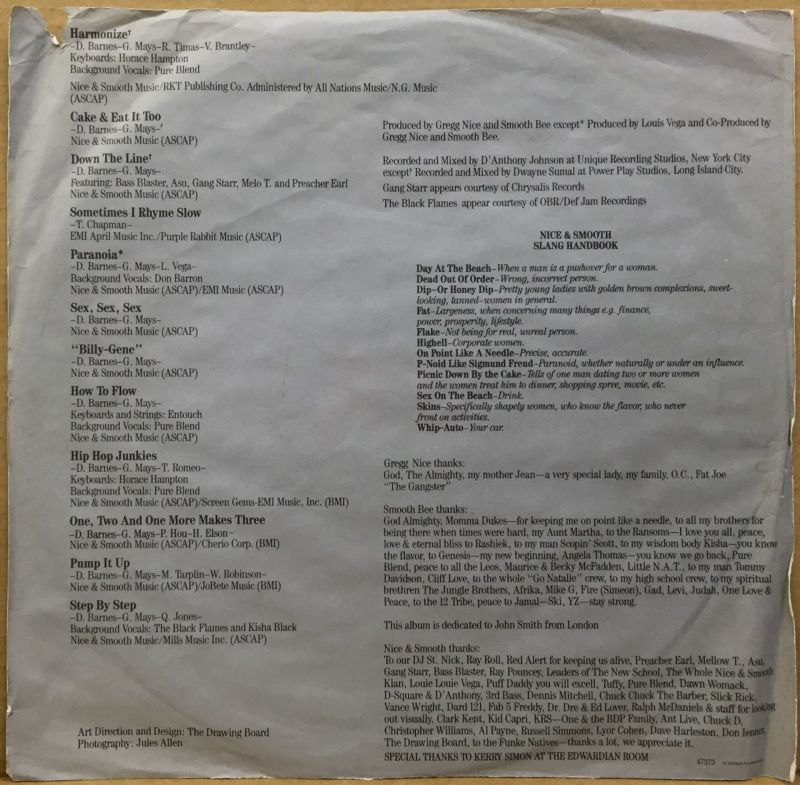 Harmonize†
–D. Barnes–G. Mays–R. Timas–V. Brantley–
Keyboards: Horace Hampton
Background Vocals: Pure Blend
Nice & Smooth Music/RKT Publishing Co. Administered by All Nations Music/N.G. Music
(ASCAP)
Cake & Eat It Too
–D. Barnes–G. Mays–
Nice & Smooth Music (ASCAP)
Down The Line†
–D. Barnes–G. Mays–
Featuring: Bass Blaster, Asu, Gang Starr, Melo T. and Preacher Earl
Nice & Smooth Music (ASCAP)
Sometimes I Rhyme Slow
–T. Chapman–
EMI April Music Inc./Purple Rabbit Music (ASCAP)
Paranoia*
–D. Barnes–G. Mays–L. Vega–
Background Vocals: Don Barron
Nice & Smooth Music (ASCAP)/EMI Music (ASCAP)
Sex, Sex, Sex
–D. Barnes–G. Mays–
Nice & Smooth Music (ASCAP)
“Billy-Gene”
–D. Barnes–G. Mays–
Nice & Smooth Music (ASCAP)
How To Flow
–D. Barnes–G. Mays–
Keyboards and Strings: Entouch
Background Vocals: Pure Blend
Nice & Smooth Music (ASCAP)
Hip Hop Junkies
–D. Barnes–G. Mays–T. Romeo–
Keyboards: Horace Hampton
Background Vocals: Pure Blend
Nice & Smooth Music (ASCAP)/Screen Gems-EMI Music, Inc. (BMI)
One, Two And One More Makes Three
–D. Barnes–G. Mays–P. Hou–H. Elson–
Nice & Smooth Music (ASCAP)/Cherio Corp. (BMI)
Pump It Up
–D. Barnes–G. Mays–M. Tarplin–W. Robinson–
Nice & Smooth Music (ASCAP)/JoBete Music (BMI)
Step By Step
–D. Barnes–G. Mays–Q. Jones–
Background Vocals: The Black Flames and Kisha Black
Nice & Smooth Music/Mills Music Inc. (ASCAP)
Art Direction and Design: The Drawing Board
Photography: Jules Allen
Produced by Gregg Nice and Smooth Bee except* Produced by Louis Vega and Co-Produced by
Gregg Nice and Smooth Bee.
Recorded and Mixed by D'Anthony Johnson at Unique Recording Studios, New York City
except† Recorded and Mixed by Dwayne Sumal at Power Play Studios, Long Island City.
Gang Starr appears courtesy of Chrysalis Records
The Black Flames appear courtesy of OBR/Def Jam Recordings
NICE & SMOOTH
SLANG HANDBOOK
Day At The Beach–When a man is a pushover for a woman.
Dead Out Of Order–Wrong, incorrect person.
Dip–Or Honey Dip–Pretty young ladies with golden brown complexions, sweet-
looking, tanned–women in general.
Fat–Largeness, when concerning many things e.g. finance,
power, prosperity, lifestyle.
Flake–Not being for real, unreal person.
Highell–Corporate women.
On Point Like A Needle–Precise, accurate.
P-Noid Like Sigmund Freud–Paranoid, whether naturally or under an influence.
Picnic Down By the Cake–Tells of one man dating two or more women
and the women treat him to dinner, shopping spree, movie, etc.
Sex On The Beach–Drink.
Skins–Specifically shapely women, who know the flavor, who never
front on activities.
Whip-Auto–Your car.
Gregg Nice thanks:
God, The Almighty, my mother Jean—a very special lady, my family, O.C., Fat Joe
“The Gangster”
Smooth Bee thanks:
God Almighty, Momma Dukes—for keeping me on point like a needle, to all my brothers for
being there when times were hard, my Aunt Martha, to the Ransoms—I love you all, peace,
love & eternal bliss to Rashiek, to my man Scopin' Scott, to my wisdom body Kisha—you know
the flavor, to Genesis—my new beginning, Angela Thomas—you know we go back, Pure
Blend, peace to all the Leos, Maurice & Becky McFadden, Little N.A.T., to my man Tommy
Davidson, Cliff Love, to the whole “Go Natalie” crew, to my high school crew, to my spiritual
brethren The Jungle Brothers, Afrika, Mike G, Fire (Simeon), Gad, Levi, Judah, One Love &
Peace, to the 12 Tribe, peace to Jamal—Ski, YZ—stay strong.
This album is dedicated to John Smith from London
Nice & Smooth thanks:
To our DJ St. Nick, Ray Roll, Red Alert for keeping us alive, Preacher Earl, Mellow T., Asu,
Gang Starr, Bass Blaster, Ray Pouncey, Leaders of The New School, The Whole Nice & Smooth
Klan, Louie Louie Vega, Puff Daddy you will excell, Tuffy, Pure Blend, Dawn Womack,
D-Square & D'Anthony, 3rd Bass, Dennis Mitchell, Chuck Chuck The Barber, Slick Rick,
Vance Wright, Dard 121, Fab 5 Freddy, Dr. Dre & Ed Lover, Ralph McDaniels & staff for looking
out visually, Clark Kent, Kid Capri, KRS—One & the BDP Family, Ant Live, Chuck D,
Christopher Williams, Al Payne, Russell Simmons, Lyor Cohen, Dave Harleston, Don Ienner,
The Drawing Board, to the Funke Natives—thanks a lot, we appreciate it.
SPECIAL THANKS TO KERRY SIMON AT THE EDWARDIAN ROOM
47373